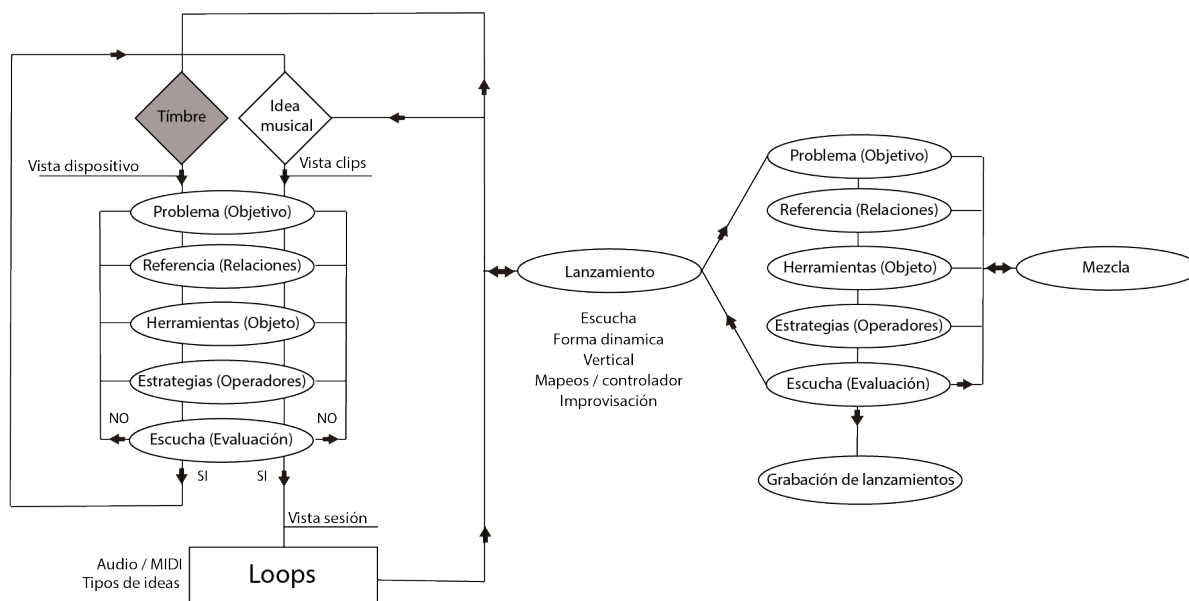 Tímbre
Idea
musical
Vista dispositivo
Vista clips
Problema (Objetivo)
Referencia (Relaciones)
Herramientas (Objeto)
Estrategias (Operadores)
NO
NO
Escucha (Evaluación)
SI
SI
Vista sesión
Audio / MIDI
Tipos de ideas
Loops
Lanzamiento
Escucha
Forma dinamica
Vertical
Mapeos / controlador
Improvisación
Problema (Objetivo)
Referencia (Relaciones)
Herramientas (Objeto)
Estrategias (Operadores)
Escucha (Evaluación)
Grabación de lanzamientos
Mezcla